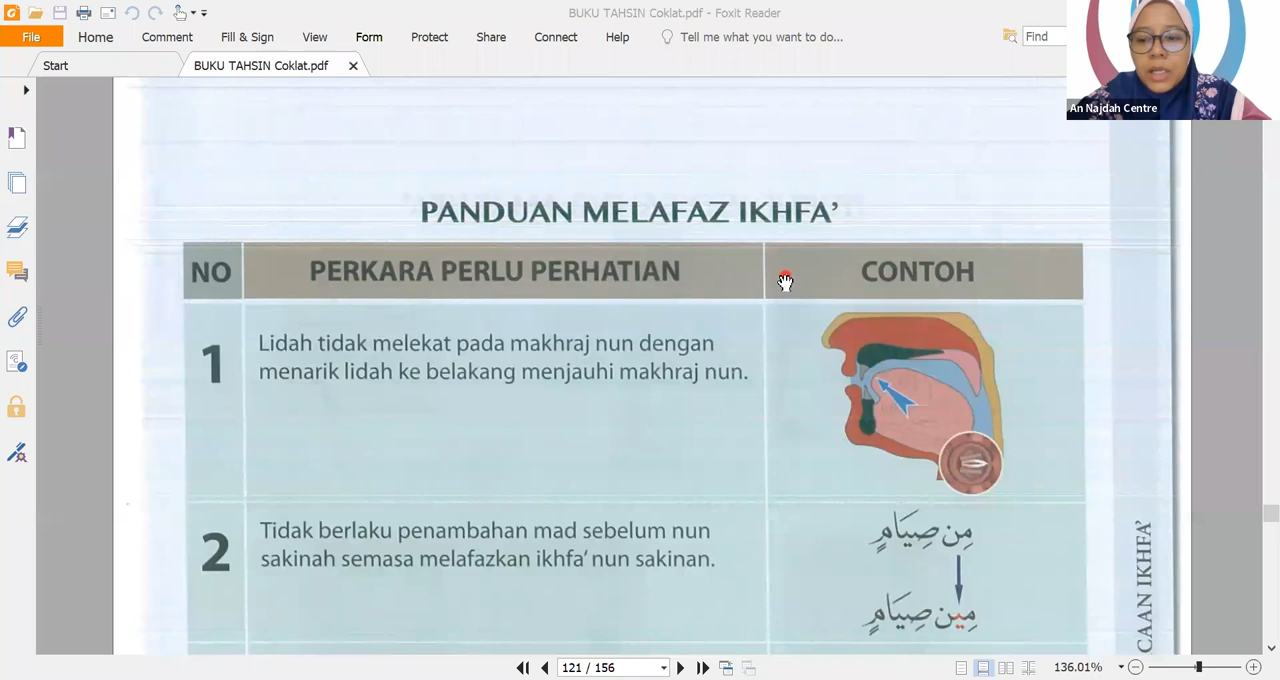 BUKU TAHSIN Coklat.pdf - Foxit Reader
File Home Comment Fill & Sign View Form Protect Share Connect Help Tell me what you want to do... Find
Start BUKU TAHSIN Coklat.pdf
An Najdah Centre
PANDUAN MELAFAZ IKHFA’
NO PERKARA PERLU PERHATIAN CONTOH
1 Lidah tidak melekat pada makhraj nun dengan
menarik lidah ke belakang menjauhi makhraj nun.
2 Tidak berlaku penambahan mad sebelum nun
sakinah semasa melafazkan ikhfa’ nun sakinan.
مِن صِيَامٍ
مِين صِيَامٍ
CAAN IKHFA’
121 / 156
136.01%